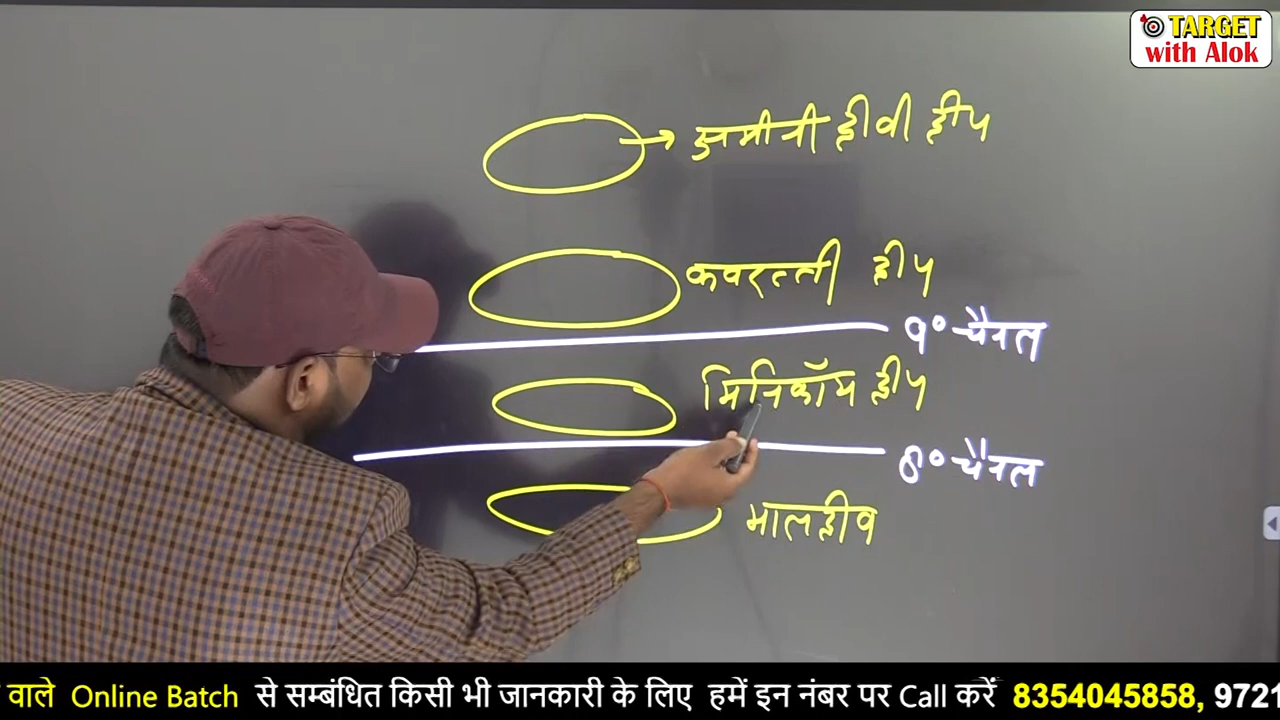 TARGET
with Alok
अमीनी दीवी द्वीप
कवरत्ती द्वीप
9° चैनल
मिनिकॉय द्वीप
8° चैनल
मालद्वीव
वाले Online Batch से सम्बंधित किसी भी जानकारी के लिए हमें इन नंबर पर Call करें 8354045858, 9721